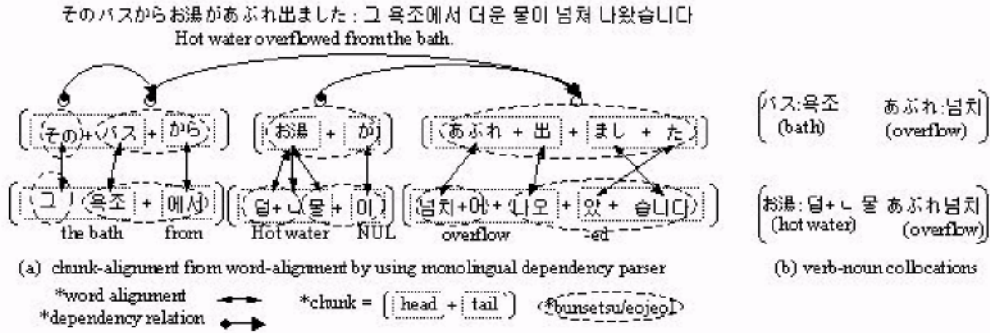 そのバスからお湯があぶれ出ました : 그 욕조에서 더운 물이 넘쳐 나왔습니다
Hot water overflowed from the bath.
その + バス + から お湯 + が あぶれ + 出 + まし + た
그 욕조 + 에서 덥+ㄴ 물 + 이 넘치+어+나오 + 았 + 습니다
the bath from Hot water NUL overflow -ed
バス:욕조 あぶれ:넘치
(bath) (overflow)
お湯:덥+ㄴ 물 あぶれ넘치
(hot water) (overflow)
(a) chunk-alignment from word-alignment by using monolingual dependency parser
(b) verb-noun collocations
*word alignment
*dependency relation
*chunk = head + tail *bunsetsu/eojeol